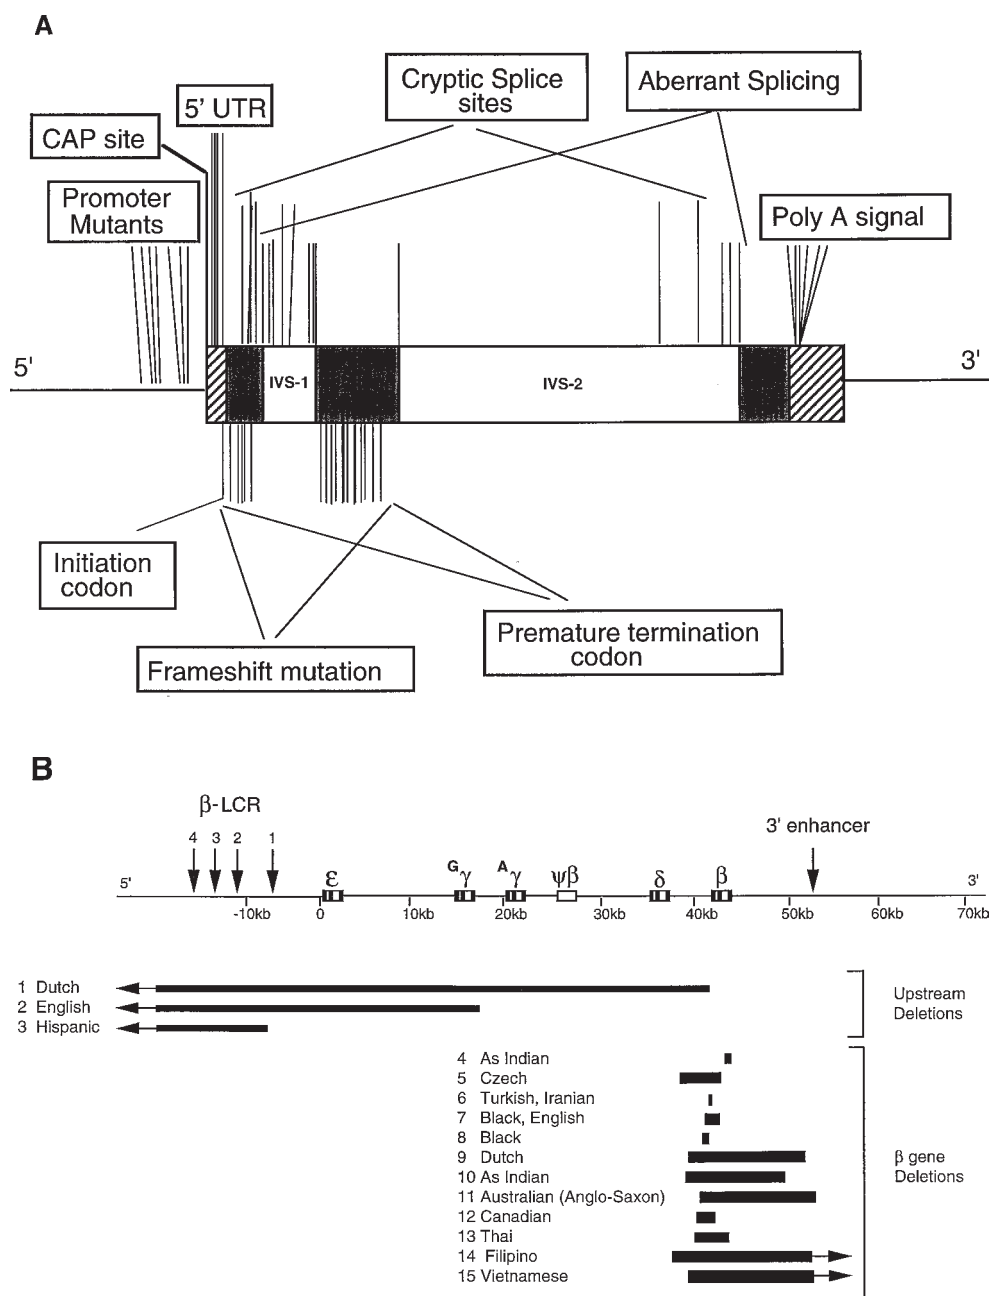 A
Cryptic Splice
sites
Aberrant Splicing
5' UTR
CAP site
Promoter
Mutants
Poly A signal
5'
3'
IVS-1
IVS-2
Initiation
codon
Premature termination
codon
Frameshift mutation
B
β-LCR
4 3 2 1
3' enhancer
5'
ε
G γ
A γ
ψβ
δ
β
3'
-10kb 0 10kb 20kb 30kb 40kb 50kb 60kb 70kb
1 Dutch
2 English
3 Hispanic
Upstream
Deletions
4 As Indian
5 Czech
6 Turkish, Iranian
7 Black, English
8 Black
9 Dutch
10 As Indian
11 Australian (Anglo-Saxon)
12 Canadian
13 Thai
14 Filipino
15 Vietnamese
β gene
Deletions